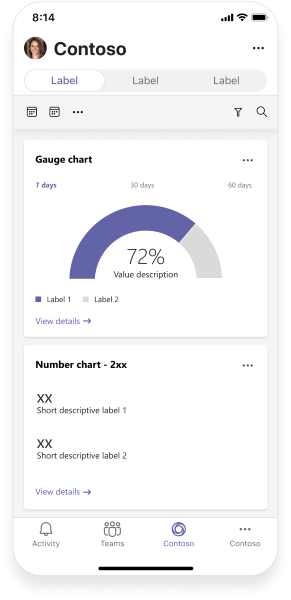 8:14
Contoso
Label Label Label
Gauge chart
7 days 30 days 60 days
72%
Value description
Label 1 Label 2
View details
Number chart - 2xx
XX
Short descriptive label 1
XX
Short descriptive label 2
View details
Activity Teams Contoso Contoso